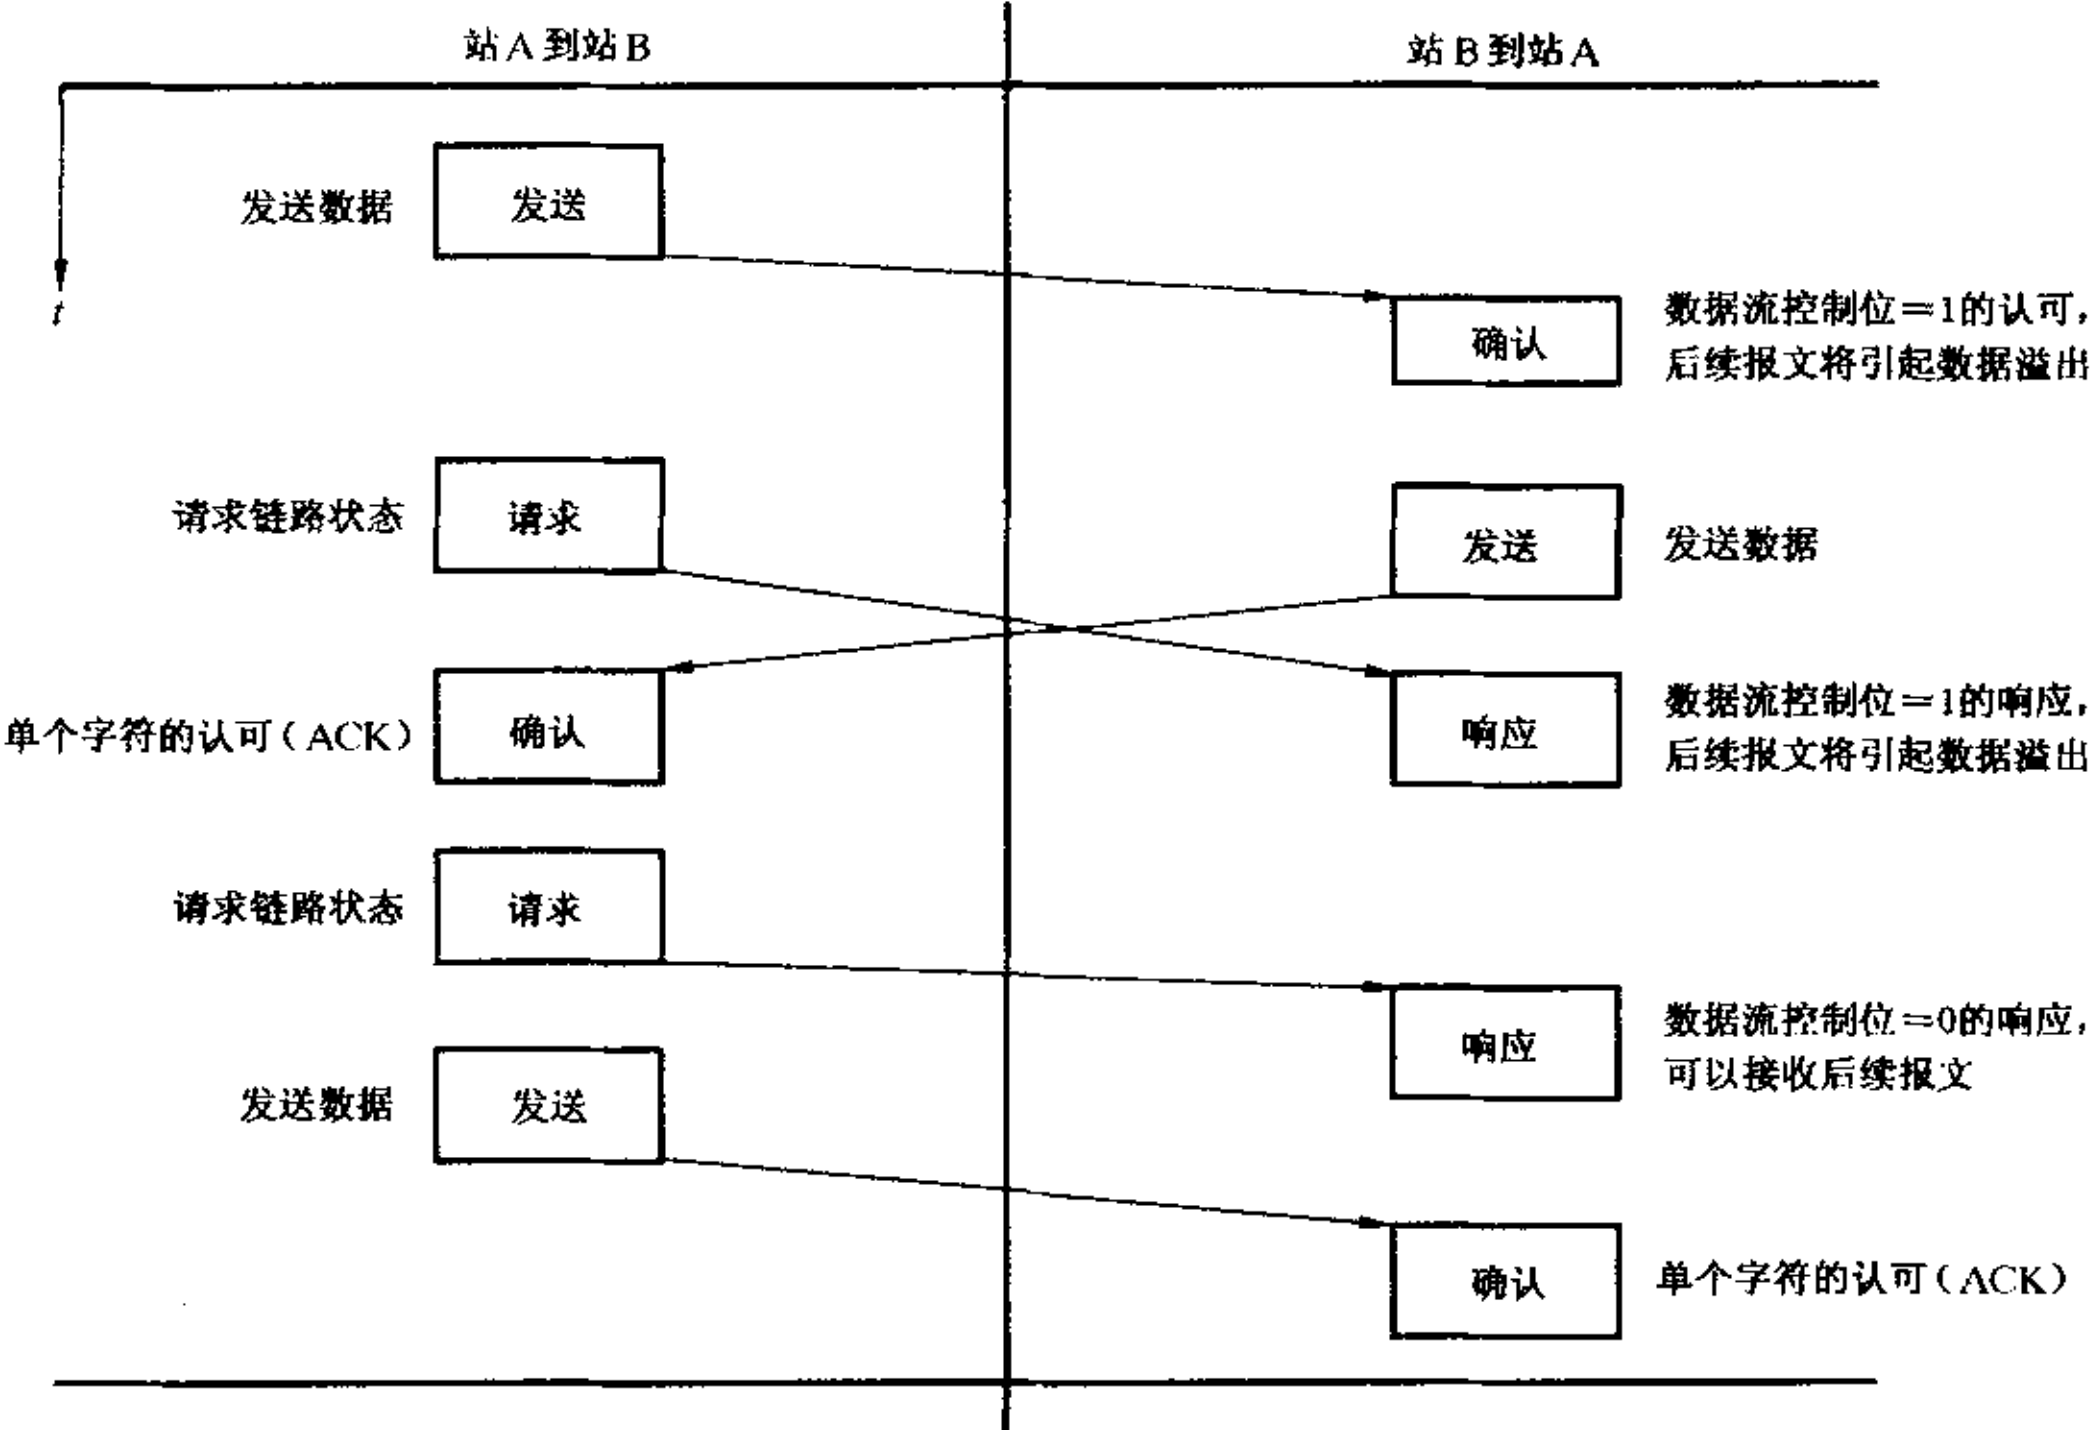 站A到站B
站B到站A
t
发送数据
发送
确认
数据流控制位=1的认可,
后续报文将引起数据溢出
请求链路状态
请求
发送
发送数据
单个字符的认可(ACK)
确认
响应
数据流控制位=1的响应,
后续报文将引起数据溢出
请求链路状态
请求
响应
数据流控制位=0的响应,
可以接收后续报文
发送数据
发送
确认
单个字符的认可(ACK)